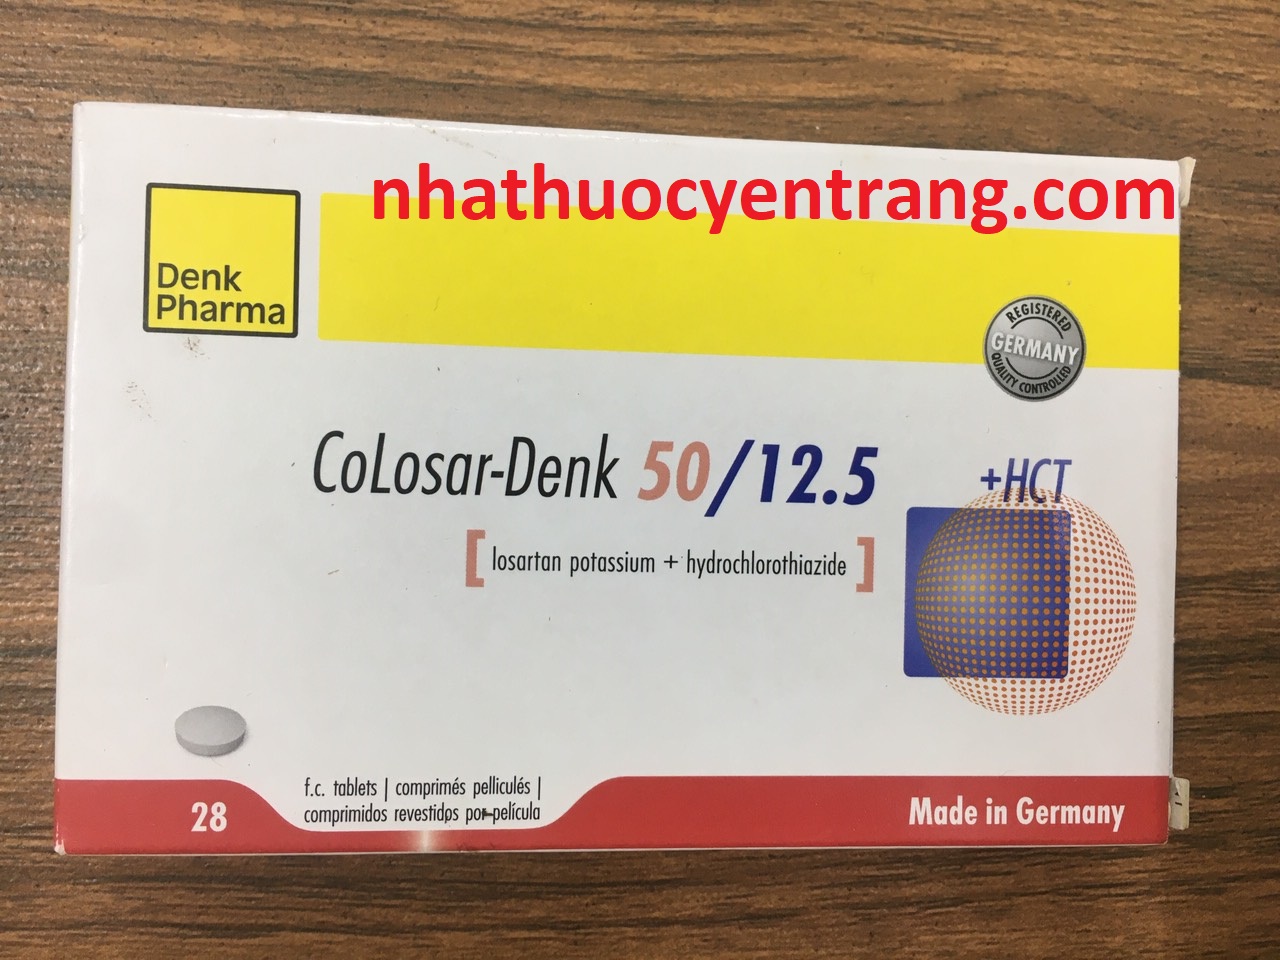 nhathuocyentrang.com
Denk
Pharma
REGISTERED
GERMANY
QUALITY CONTROLLED
CoLosar-Denk 50/12.5
+HCT
[ losartan potassium + hydrochlorothiazide ]
f.c. tablets | comprimés pelliculés |
comprimidos revestidos por película
28
Made in Germany